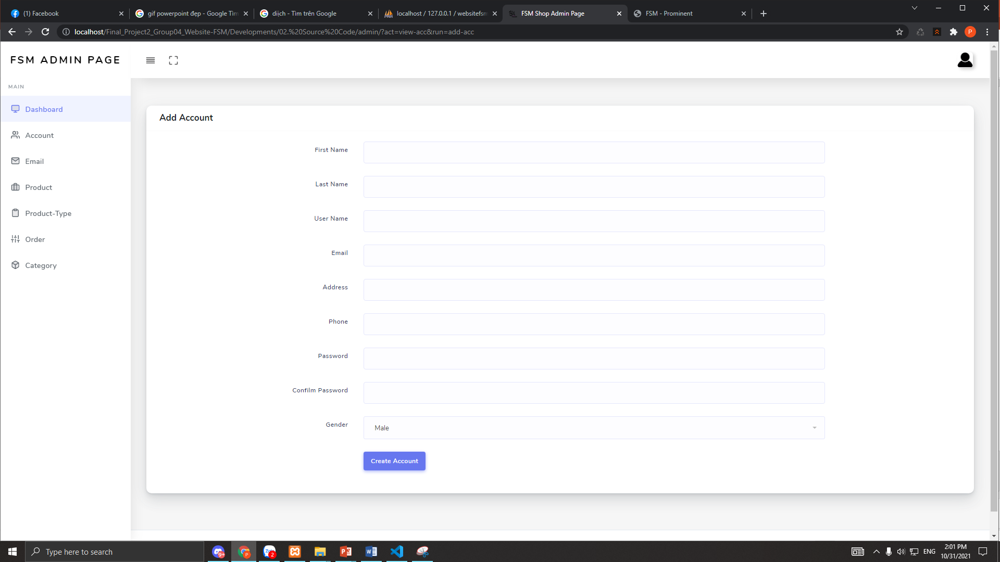 (1) Facebook
gif powerpoint đẹp - Google Tìm
diịch - Tìm trên Google
localhost / 127.0.0.1 / websitefsm
FSM Shop Admin Page
FSM - Prominent
localhost/Final_Project2_Group04_Website-FSM/Developments/02.%20Source%20Code/admin/?act=view-acc&run=add-acc
P
FSM ADMIN PAGE
MAIN
Dashboard
Account
Email
Product
Product-Type
Order
Category
Add Account
First Name
Last Name
User Name
Email
Address
Phone
Password
Confilm Password
Gender
Male
Create Account
Type here to search
9+
P
2
ENG
2:01 PM
10/31/2021